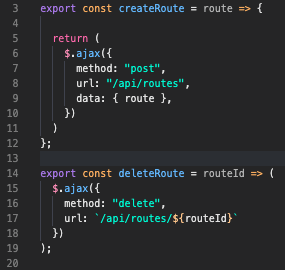 3 export const createRoute = route => {
4
5   return (
6     $.ajax({
7       method: "post",
8       url: "/api/routes",
9       data: { route },
10     })
11   )
12 };
13
14 export const deleteRoute = routeId => (
15   $.ajax({
16     method: "delete",
17     url: `/api/routes/${routeId}`
18   })
19 );
20